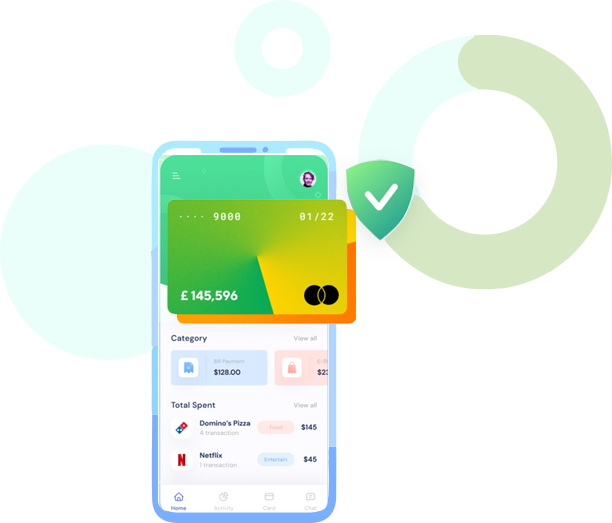 ···· 9000 01/22
£ 145,596
Category View all
Bill Payment
$128.00
Total Spent View all
Domino's Pizza Food $145
4 transaction
Netflix Entertain $45
1 transaction
Home Activity Card Chat